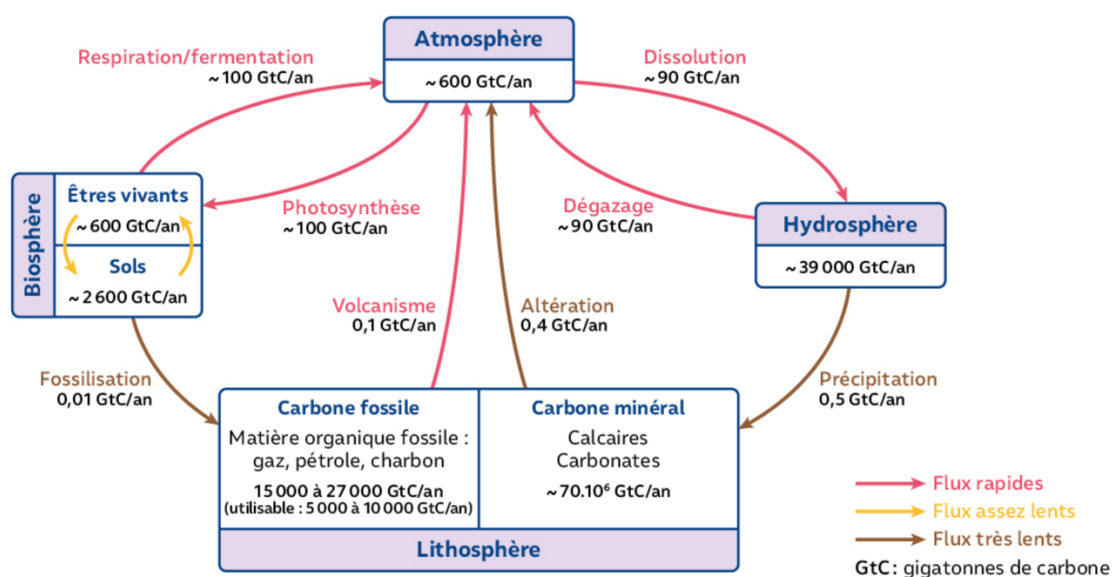 Atmosphère
~ 600 GtC/an
Respiration/fermentation
~ 100 GtC/an
Dissolution
~ 90 GtC/an
Biosphère
Êtres vivants
~ 600 GtC/an
Sols
~ 2 600 GtC/an
Photosynthèse
~ 100 GtC/an
Dégazage
~ 90 GtC/an
Hydrosphère
~ 39 000 GtC/an
Volcanisme
0,1 GtC/an
Altération
0,4 GtC/an
Fossilisation
0,01 GtC/an
Précipitation
0,5 GtC/an
Carbone fossile
Matière organique fossile :
gaz, pétrole, charbon
15 000 à 27 000 GtC/an
(utilisable : 5 000 à 10 000 GtC/an)
Carbone minéral
Calcaires
Carbonates
~ 70.10⁶ GtC/an
Lithosphère
Flux rapides
Flux assez lents
Flux très lents
GtC : gigatonnes de carbone